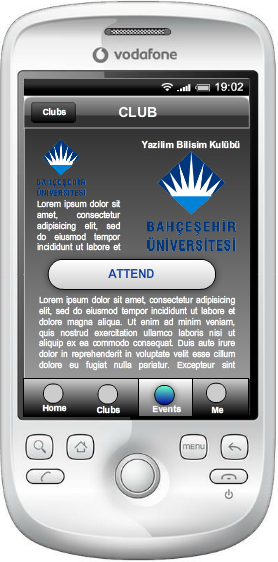 vodafone
19:02
Clubs
CLUB
Yazilim Bilisim Kulübü
BAHÇEŞEHİR
ÜNİVERSİTESİ
BAHÇEŞEHİR
ÜNİVERSİTESİ
Lorem ipsum dolor sit
amet, consectetur
adipisicing elit, sed
do eiusmod tempor
incididunt ut labore et
ATTEND
Lorem ipsum dolor sit amet, consectetur adipisicing
elit, sed do eiusmod tempor incididunt ut labore et
dolore magna aliqua. Ut enim ad minim veniam,
quis nostrud exercitation ullamco laboris nisi ut
aliquip ex ea commodo consequat. Duis aute irure
dolor in reprehenderit in voluptate velit esse cillum
dolore eu fugiat nulla pariatur. Excepteur sint
Home
Clubs
Events
Me
MENU